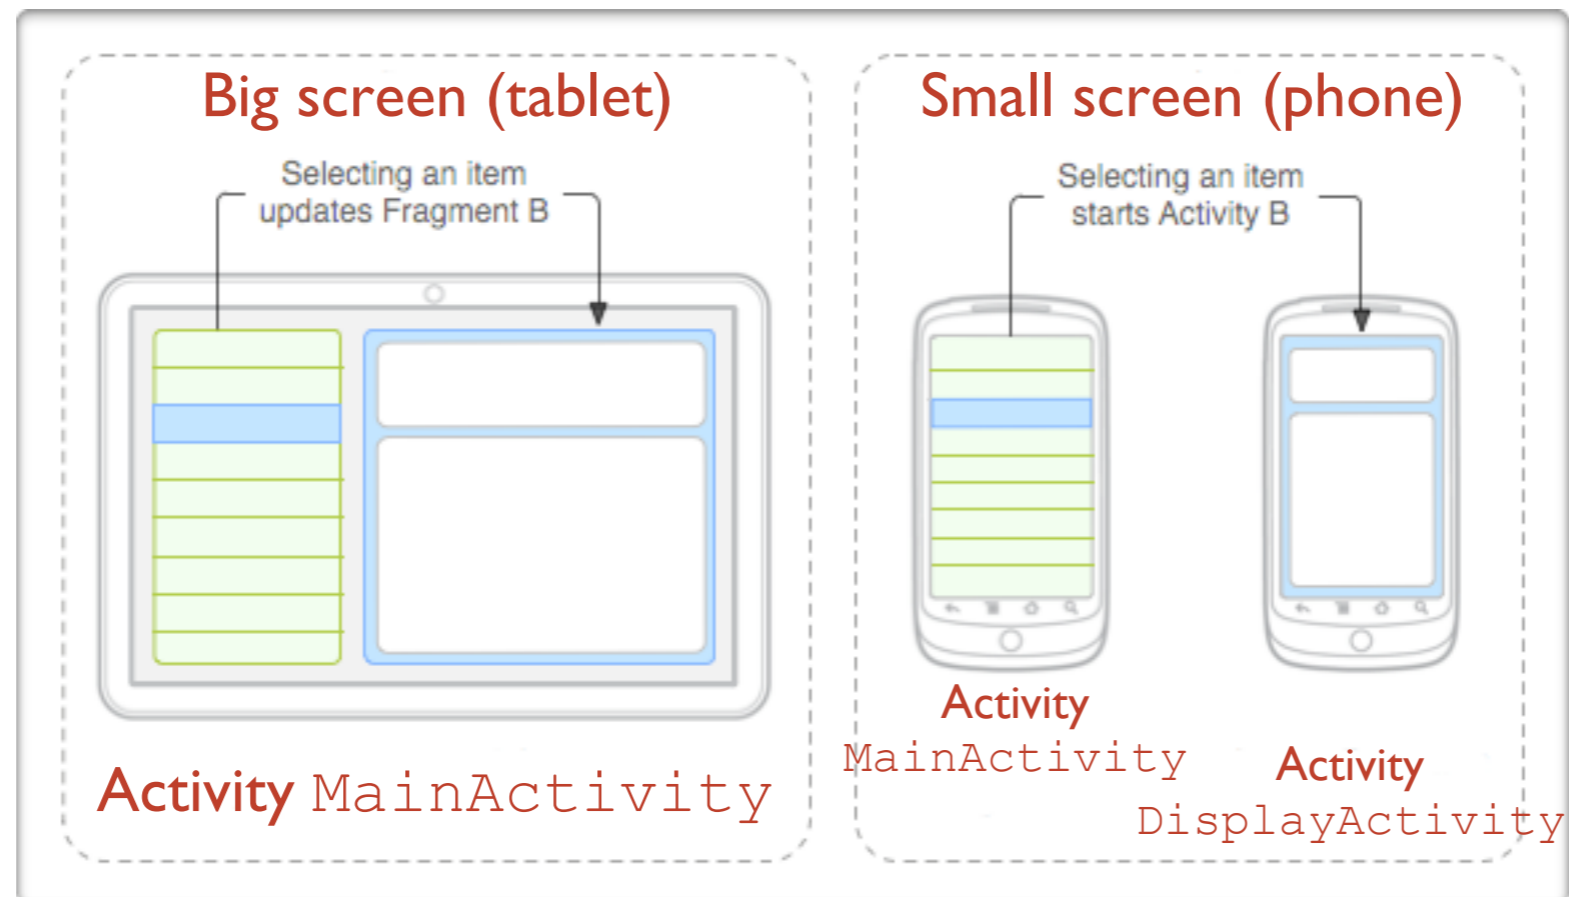 Big screen (tablet)
Selecting an item
updates Fragment B
Activity MainActivity
Small screen (phone)
Selecting an item
starts Activity B
Activity
MainActivity
Activity
DisplayActivity